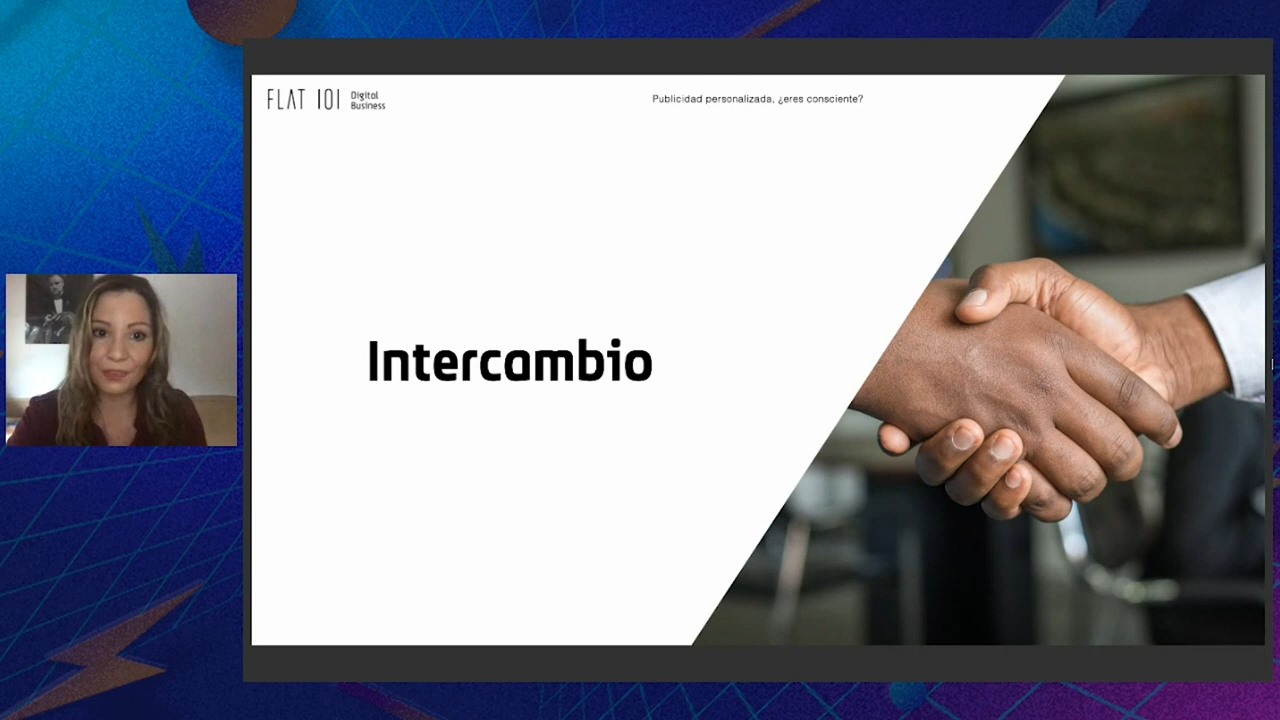 FLAT 101 Digital
Business
Publicidad personalizada, ¿eres consciente?
Intercambio